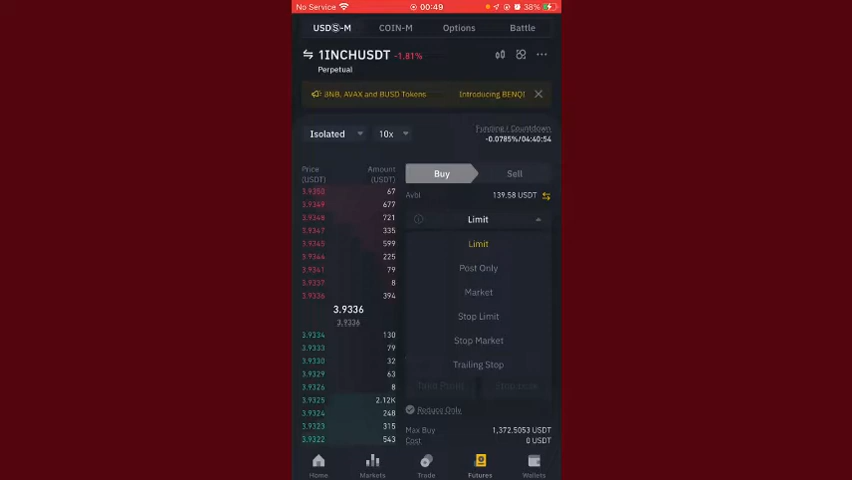 No Service 00:49 38%
USDⓈ-M COIN-M Options Battle
1INCHUSDT -1.81%
Perpetual
BNB, AVAX and BUSD Tokens Introducing BENQI
Isolated 10x Funding / Countdown
-0.0785%/04:40:54
Price Amount
(USDT) (USDT)
Buy Sell
Avbl 139.58 USDT
3.9350 67
3.9349 677
3.9348 721
3.9347 335
3.9345 599
3.9344 225
3.9341 79
3.9337 8
3.9336 394
3.9336
3.9336
3.9334 130
3.9333 79
3.9330 32
3.9329 63
3.9326 8
3.9325 2.12K
3.9324 248
3.9323 315
3.9322 543
Limit
Limit
Post Only
Market
Stop Limit
Stop Market
Trailing Stop
Take Profit Stop Loss
Reduce Only
Max Buy 1,372.5053 USDT
Cost 0 USDT
Home Markets Trade Futures Wallets